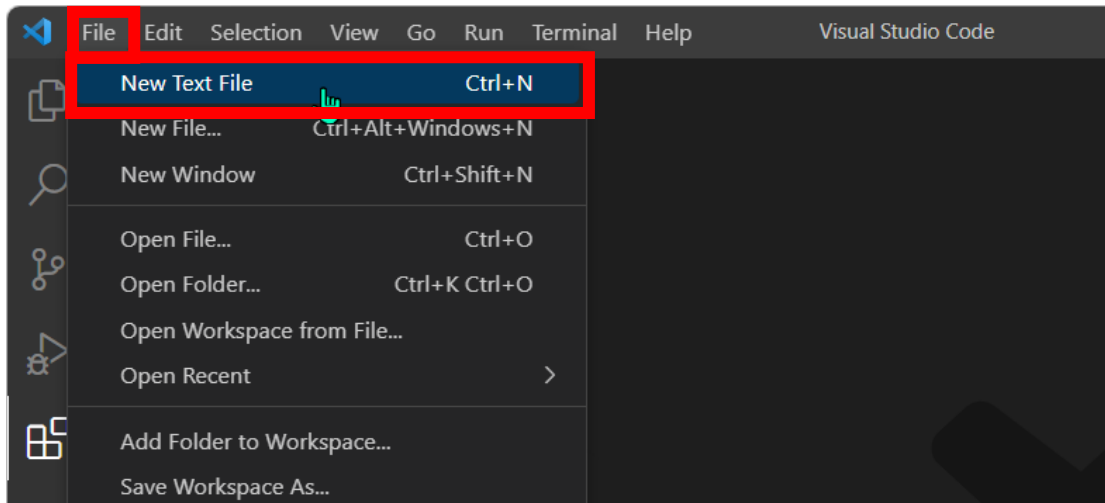 File Edit Selection View Go Run Terminal Help Visual Studio Code
New Text File Ctrl+N
New File... Ctrl+Alt+Windows+N
New Window Ctrl+Shift+N
Open File... Ctrl+O
Open Folder... Ctrl+K Ctrl+O
Open Workspace from File...
Open Recent
Add Folder to Workspace...
Save Workspace As...